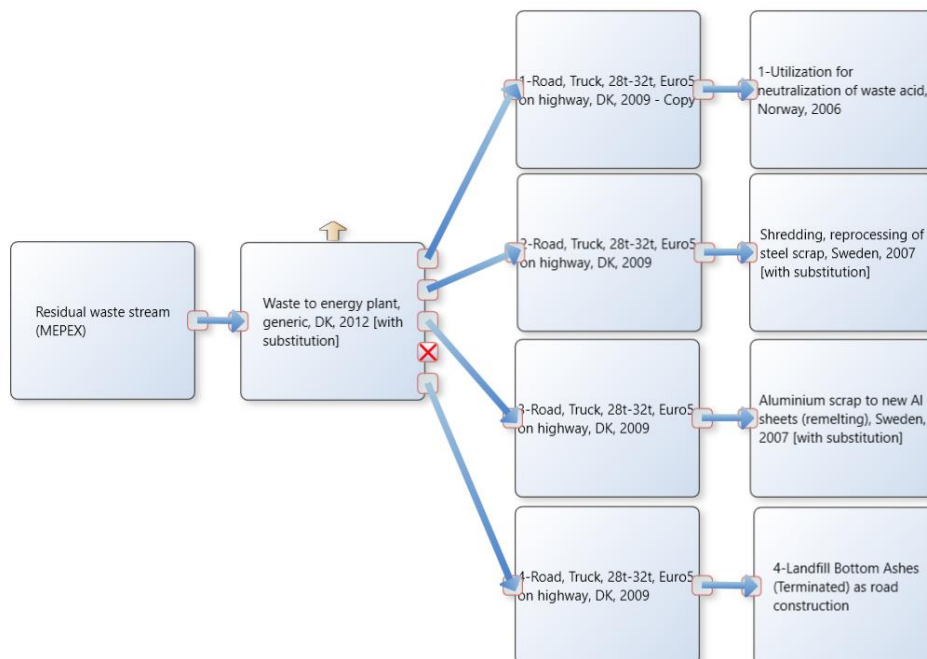 1-Road, Truck, 28t-32t, Euro5
on highway, DK, 2009 - Copy
1-Utilization for
neutralization of waste acid,
Norway, 2006
2-Road, Truck, 28t-32t, Euro5
on highway, DK, 2009
Shredding, reprocessing of
steel scrap, Sweden, 2007
[with substitution]
Residual waste stream
(MEPEX)
Waste to energy plant,
generic, DK, 2012 [with
substitution]
3-Road, Truck, 28t-32t, Euro5
on highway, DK, 2009
Aluminium scrap to new Al
sheets (remelting), Sweden,
2007 [with substitution]
4-Road, Truck, 28t-32t, Euro5
on highway, DK, 2009
4-Landfill Bottom Ashes
(Terminated) as road
construction